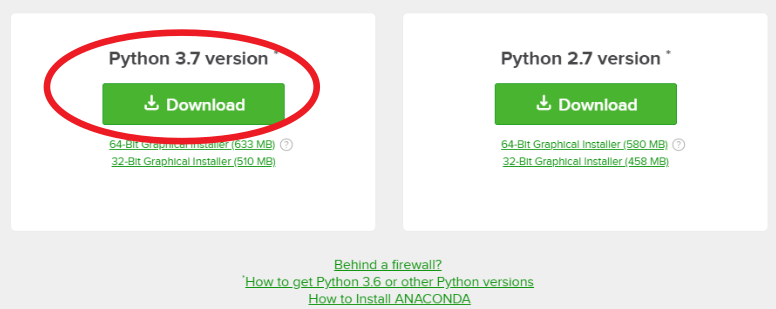 Python 3.7 version *
Download
64-Bit Graphical Installer (633 MB) ?
32-Bit Graphical Installer (510 MB)
Python 2.7 version *
Download
64-Bit Graphical Installer (580 MB) ?
32-Bit Graphical Installer (458 MB)
Behind a firewall?
*How to get Python 3.6 or other Python versions
How to Install ANACONDA